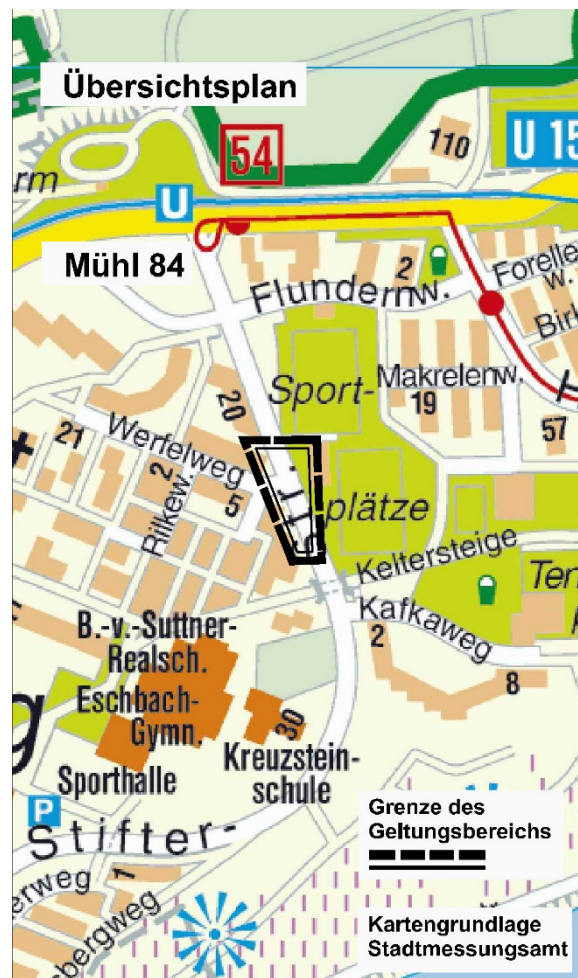 Übersichtsplan
54
110
U 15
rm
U
Mühl 84
2
Forelle
w.
Flundernw.
Birk
Sport-
Makrelenw.
19
H
57
20
21
Werfelweg
2
Rilkew.
5
str.
plätze
Keltersteige
Ten
Kafkaweg
2
8
B.-v.-Suttner-
Realsch.
Eschbach-
Gymn.
g
30
Sporthalle
Kreuzstein-
schule
P
Stifter-
Grenze des
Geltungsbereichs
erweg
1
ebergweg
Kartengrundlage
Stadtmessungsamt